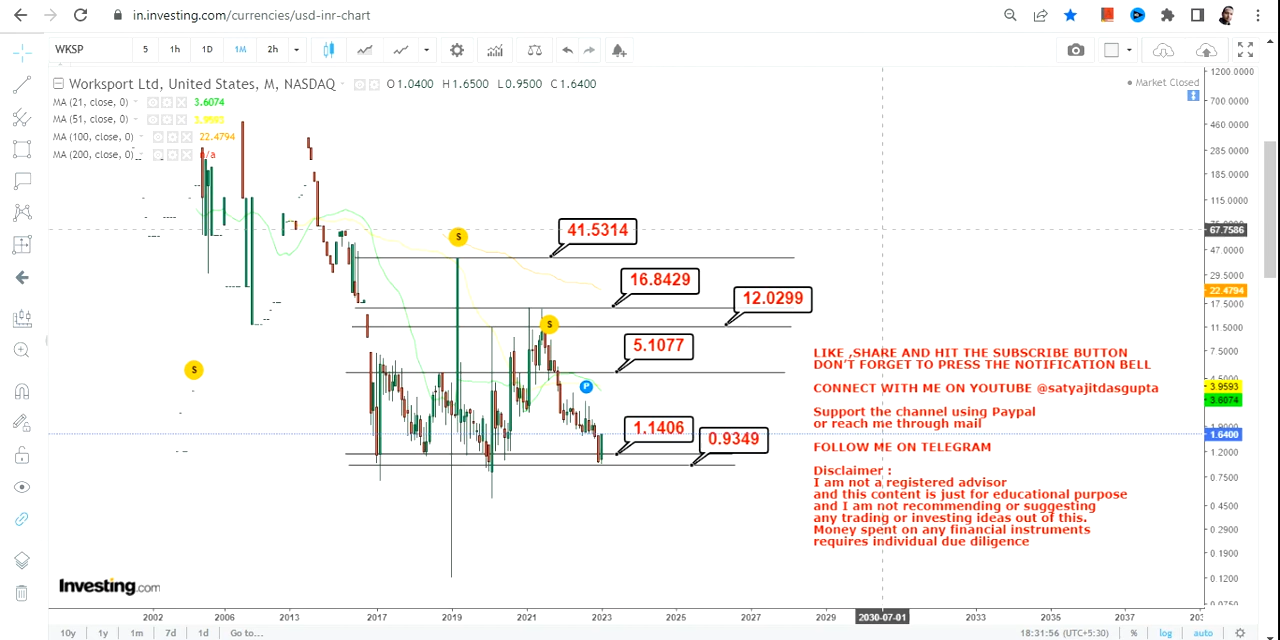 in.investing.com/currencies/usd-inr-chart
WKSP 5 1h 1D 1M 2h
Worksport Ltd, United States, M, NASDAQ O1.0400 H1.6500 L0.9500 C1.6400
Market Closed
MA (21, close, 0) 3.6074
MA (51, close, 0) 3.9593
MA (100, close, 0) 22.4794
MA (200, close, 0) n/a
S
41.5314
16.8429
12.0299
S
5.1077
S
P
1.1406
0.9349
1200.0000
700.0000
460.0000
285.0000
185.0000
115.0000
67.7586
47.0000
29.5000
22.4794
17.5000
11.5000
7.5000
3.9593
3.6074
1.6400
1.2000
0.7500
0.4500
0.2900
0.1900
0.1200
LIKE ,SHARE AND HIT THE SUBSCRIBE BUTTON
DON'T FORGET TO PRESS THE NOTIFICATION BELL
CONNECT WITH ME ON YOUTUBE @satyajitdasgupta
Support the channel using Paypal
or reach me through mail
FOLLOW ME ON TELEGRAM
Disclaimer :
I am not a registered advisor
and this content is just for educational purpose
and I am not recommending or suggesting
any trading or investing ideas out of this.
Money spent on any financial instruments
requires individual due diligence
Investing.com
2002 2006 2013 2017 2019 2021 2023 2025 2027 2029 2030-07-01 2033 2035 2037
10y 1y 1m 7d 1d Go to... 18:31:56 (UTC+5:30) % log auto